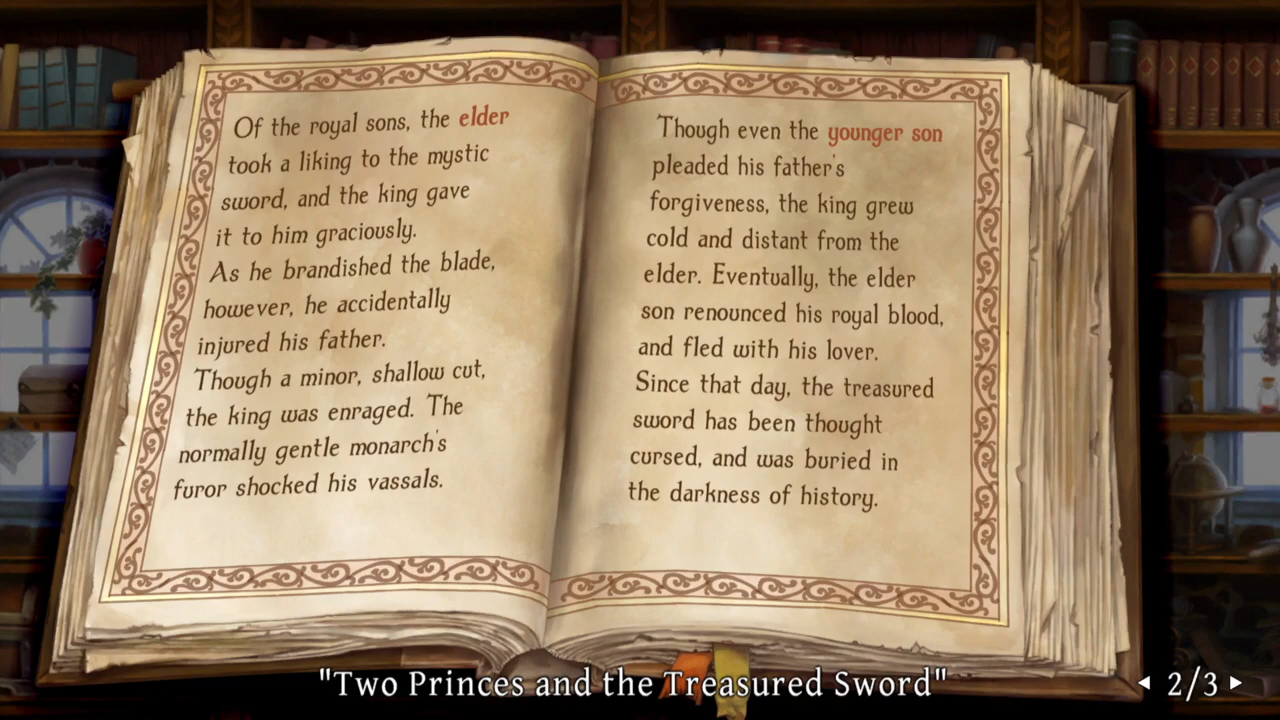 Of the royal sons, the elder
took a liking to the mystic
sword, and the king gave
it to him graciously.
As he brandished the blade,
however, he accidentally
injured his father.
Though a minor, shallow cut,
the king was enraged. The
normally gentle monarch's
furor shocked his vassals.
Though even the younger son
pleaded his father's
forgiveness, the king grew
cold and distant from the
elder. Eventually, the elder
son renounced his royal blood,
and fled with his lover.
Since that day, the treasured
sword has been thought
cursed, and was buried in
the darkness of history.
"Two Princes and the Treasured Sword"
2/3